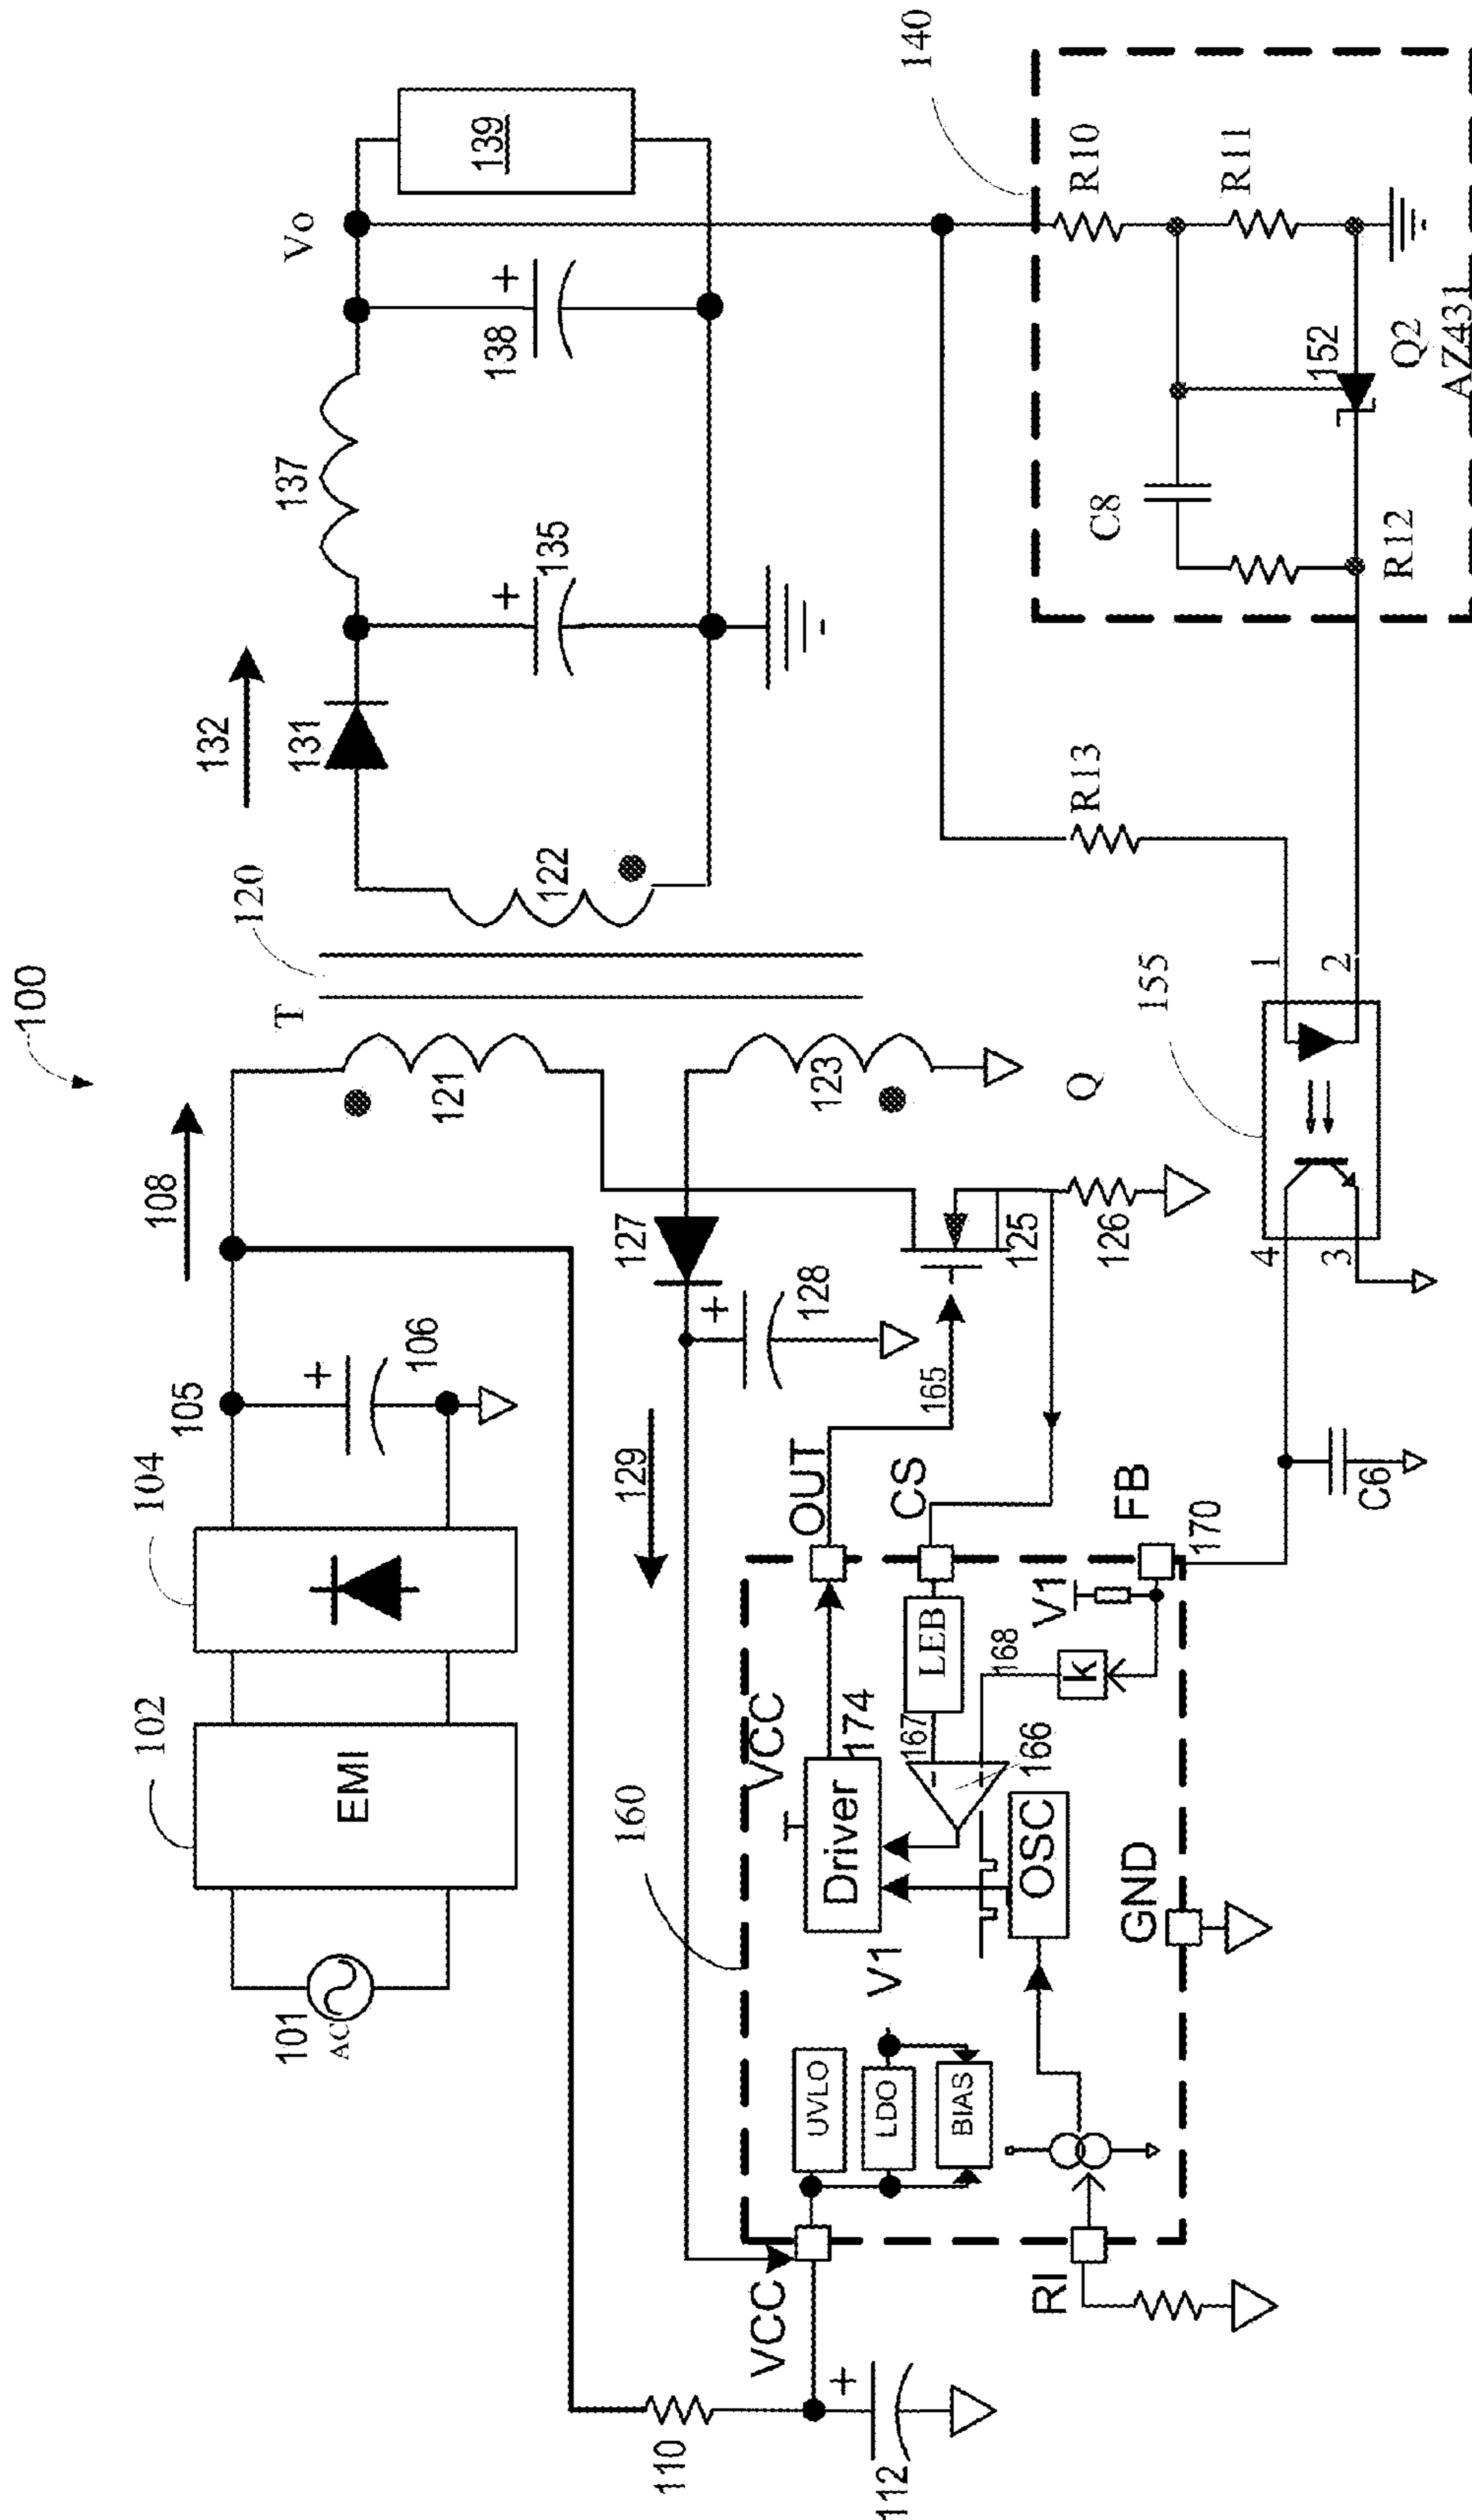 100
108
120
T
132
102
104
105
EMI
106
101
AC
121
122
131
137
Vo
135
+
138
+
139
+
129
127
128
+
123
110
112
+
VCC
160
VCC
OUT
165
125
Q
126
CS
LEB
167
168
174
Driver
166
OSC
V1
UVLO
LDO
BIAS
RI
GND
FB
170
V1
k
C6
155
1
2
3
4
R13
140
R10
R11
C8
R12
152
Q2
AZ431